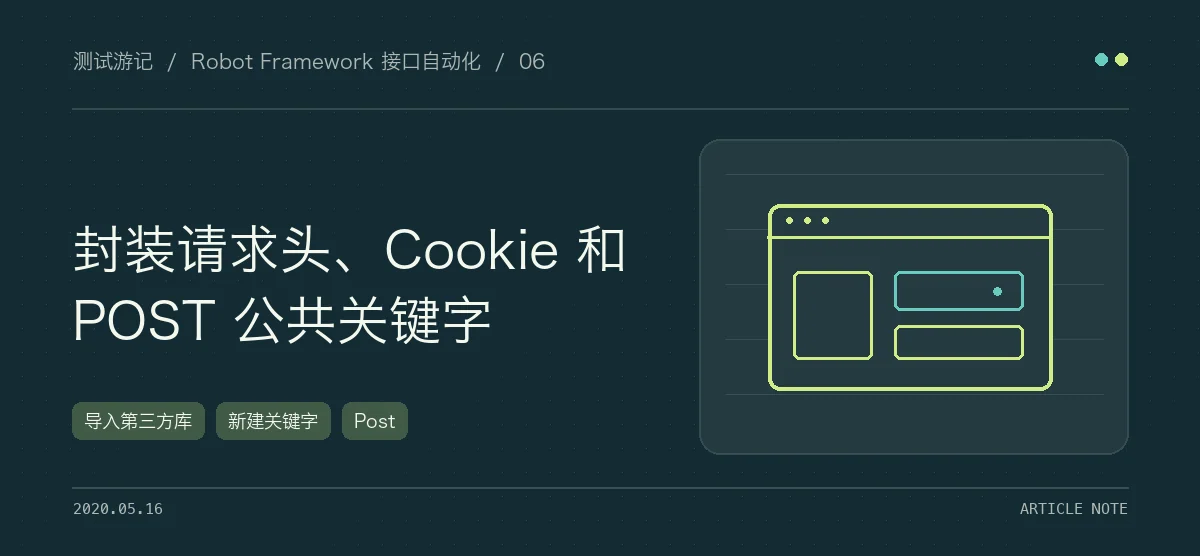 测试游记 / Robot Framework 接口自动化 / 06
封装请求头、Cookie 和
POST 公共关键字
导入第三方库 新建关键字 Post
2020.05.16
ARTICLE NOTE